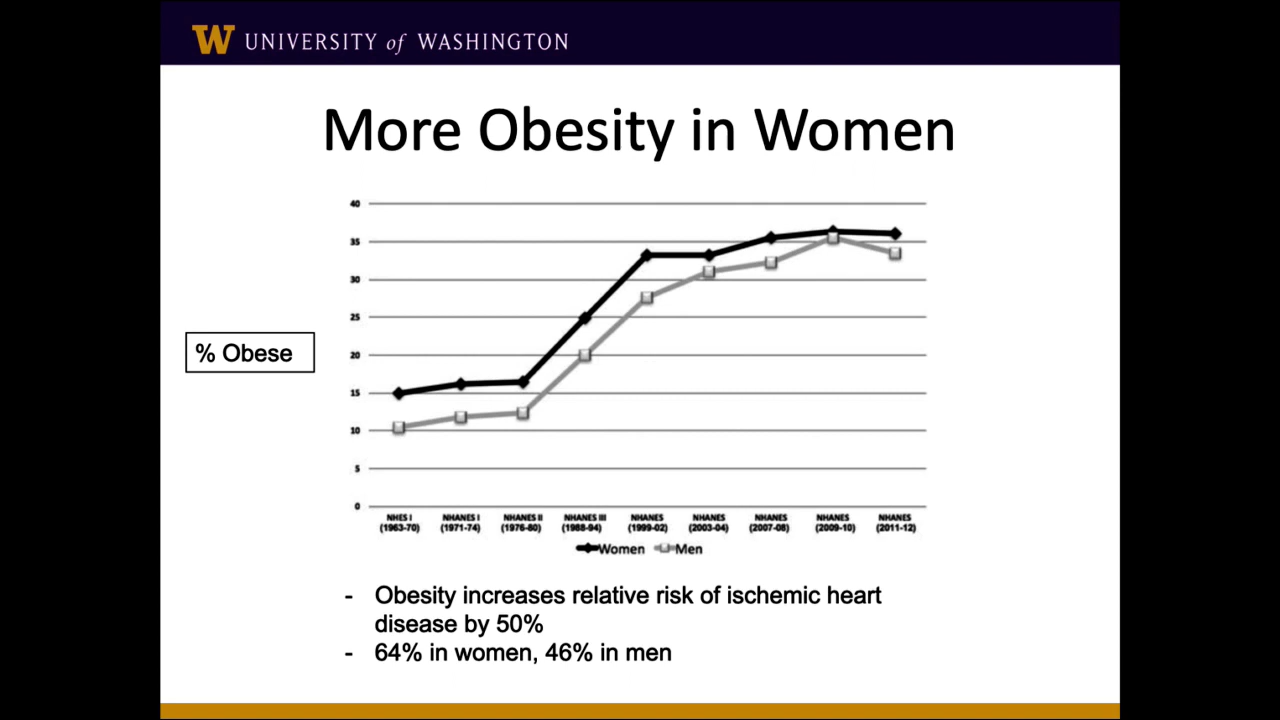 W UNIVERSITY of WASHINGTON
More Obesity in Women
% Obese
40
35
30
25
20
15
10
5
0
NHES I NHANES I NHANES II NHANES III NHANES NHANES NHANES NHANES NHANES
(1963-70) (1971-74) (1976-80) (1988-94) (1999-02) (2003-04) (2007-08) (2009-10) (2011-12)
Women Men
- Obesity increases relative risk of ischemic heart
disease by 50%
- 64% in women, 46% in men